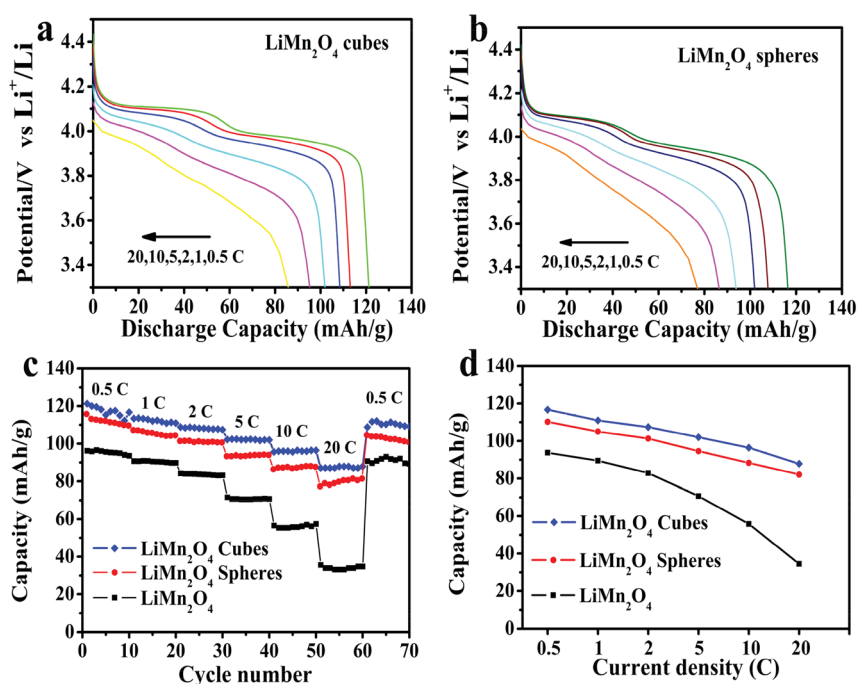 a
LiMn₂O₄ cubes
Potential/V vs Li⁺/Li
4.4
4.2
4.0
3.8
3.6
3.4
20,10,5,2,1,0.5 C
0 20 40 60 80 100 120 140
Discharge Capacity (mAh/g)
b
LiMn₂O₄ spheres
Potential/V vs Li⁺/Li
4.4
4.2
4.0
3.8
3.6
3.4
20,10,5,2,1,0.5 C
0 20 40 60 80 100 120 140
Discharge Capacity (mAh/g)
c
Capacity (mAh/g)
140
120
100
80
60
40
20
0
0.5 C
1 C
2 C
5 C
10 C
20 C
0.5 C
LiMn₂O₄ Cubes
LiMn₂O₄ Spheres
LiMn₂O₄
0 10 20 30 40 50 60 70
Cycle number
d
Capacity (mAh/g)
140
120
100
80
60
40
20
0
LiMn₂O₄ Cubes
LiMn₂O₄ Spheres
LiMn₂O₄
0.5 1 2 5 10 20
Current density (C)